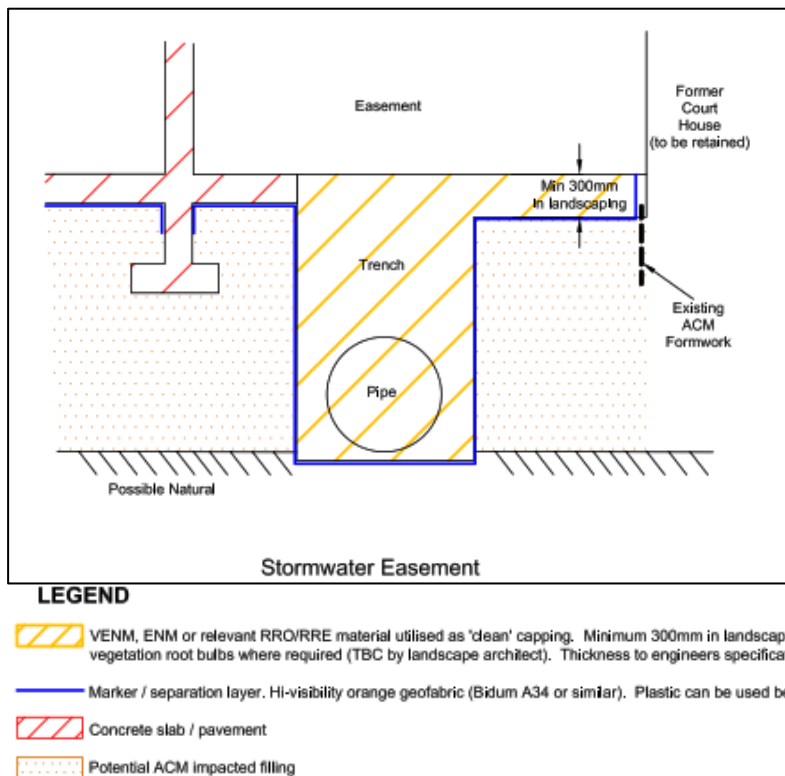 Easement
Former
Court
House
(to be retained)
Min 300mm
in landscaping
Trench
Existing
ACM
Formwork
Pipe
Possible Natural
Stormwater Easement
LEGEND
VENM, ENM or relevant RRO/RRE material utilised as 'clean' capping. Minimum 300mm in landscap
vegetation root bulbs where required (TBC by landscape architect). Thickness to engineers specifica
Marker / separation layer. Hi-visibility orange geofabric (Bidum A34 or similar). Plastic can be used be
Concrete slab / pavement
Potential ACM impacted filling